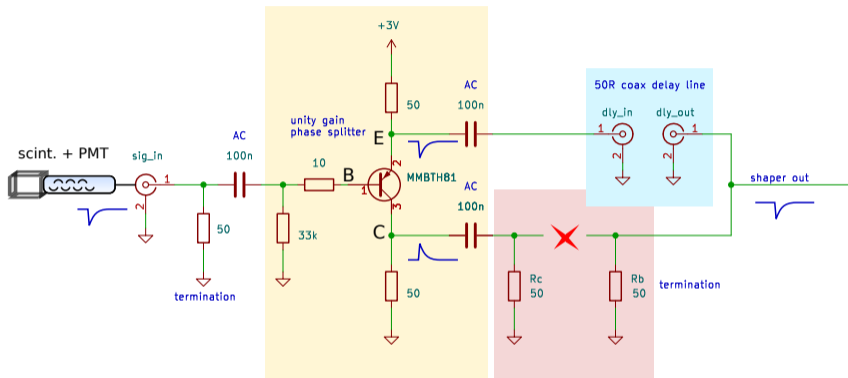 +3V
50R coax delay line
AC
100n
50
dly_in
dly_out
unity gain
phase splitter
E
1
1
scint. + PMT
sig_in
AC
100n
2
2
2
10
B
MMBTH81
1
1
shaper out
AC
100n
2
3
50
33k
C
Rc
50
Rb
50
termination
50
termination